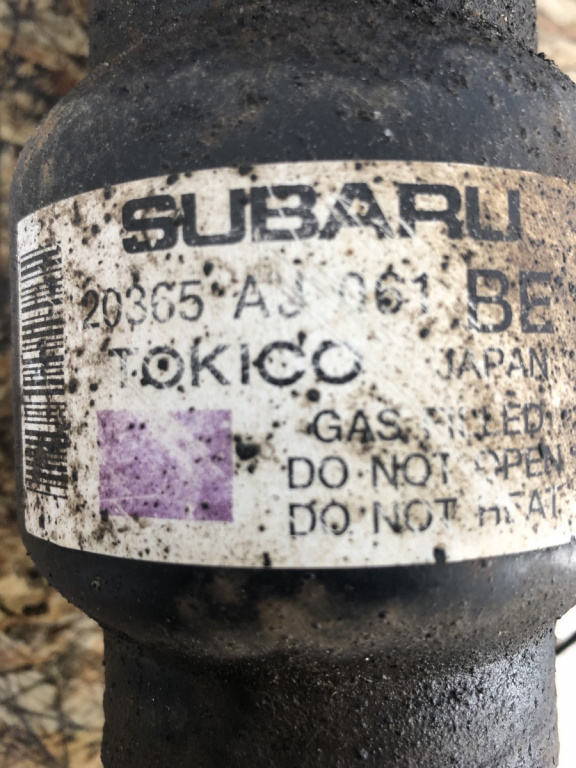 SUBARU
20365 AJ 061 BE
TOKICO JAPAN
GAS FILLED
DO NOT OPEN
DO NOT HEAT